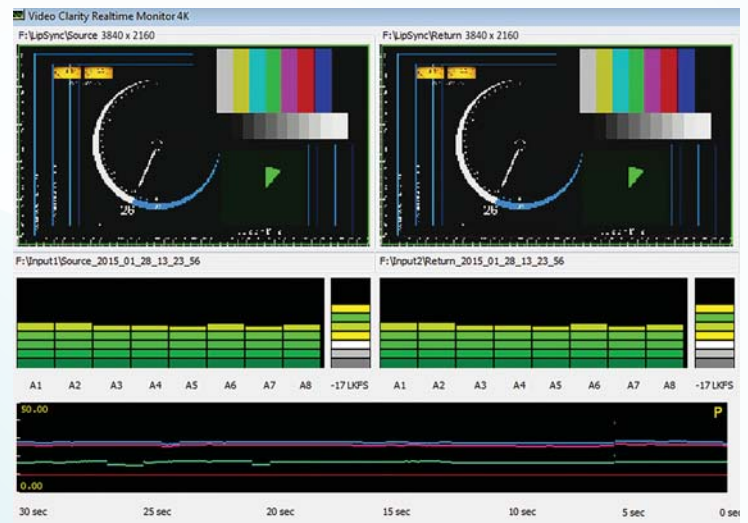 Video Clarity Realtime Monitor 4K
F:\LipSync\Source 3840 x 2160
F:\LipSync\Return 3840 x 2160
26
26
F:\Input1\Source_2015_01_28_13_23_56
F:\Input2\Return_2015_01_28_13_23_56
A1 A2 A3 A4 A5 A6 A7 A8 -17 LKFS
A1 A2 A3 A4 A5 A6 A7 A8 -17 LKFS
50.00
P
0.00
30 sec 25 sec 20 sec 15 sec 10 sec 5 sec 0 sec